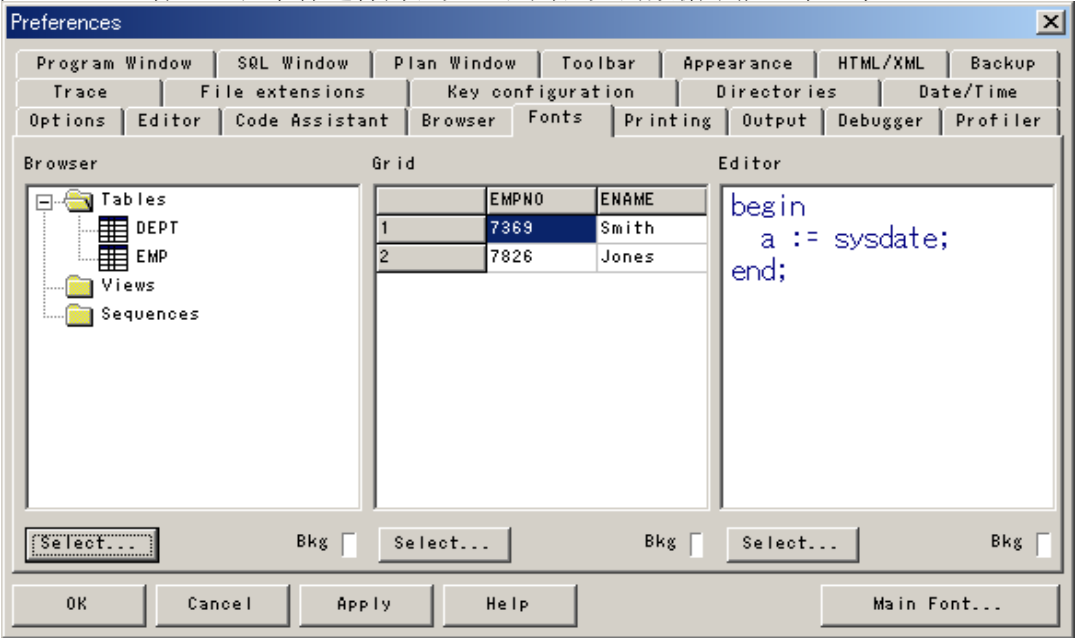 Preferences
Program Window SQL Window Plan Window Toolbar Appearance HTML/XML Backup
Trace File extensions Key configuration Directories Date/Time
Options Editor Code Assistant Browser Fonts Printing Output Debugger Profiler
Browser Grid Editor
Tables
DEPT
EMP
Views
Sequences
EMPNO ENAME
1 7369 Smith
2 7826 Jones
begin
a := sysdate;
end;
Select... Bkg Select... Bkg Select... Bkg
OK Cancel Apply Help Main Font...